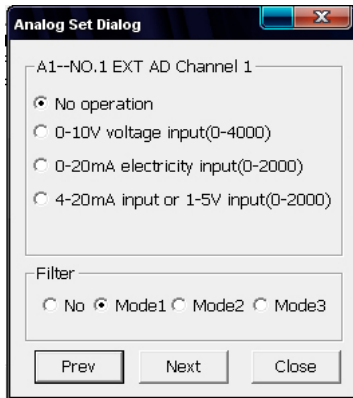 Analog Set Dialog
A1--NO.1 EXT AD Channel 1
No operation
0-10V voltage input(0-4000)
0-20mA electricity input(0-2000)
4-20mA input or 1-5V input(0-2000)
Filter
No Mode1 Mode2 Mode3
Prev Next Close